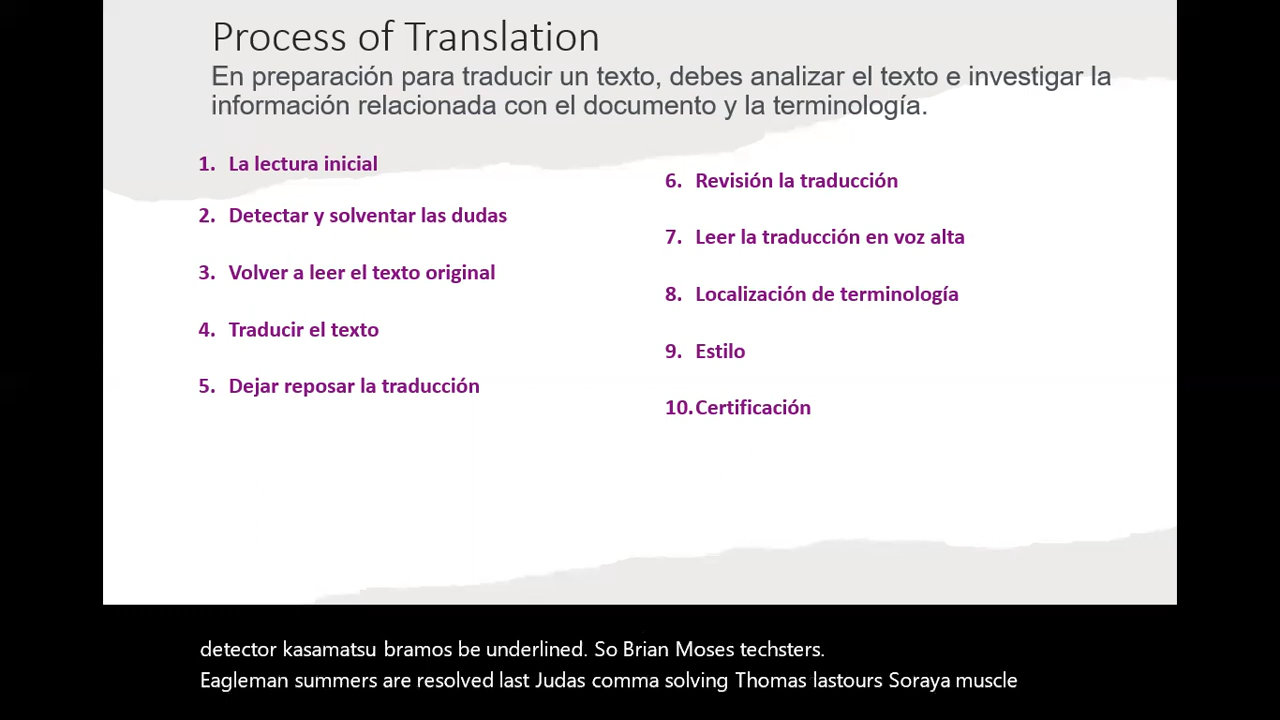 Process of Translation
En preparación para traducir un texto, debes analizar el texto e investigar la
información relacionada con el documento y la terminología.
1. La lectura inicial
2. Detectar y solventar las dudas
3. Volver a leer el texto original
4. Traducir el texto
5. Dejar reposar la traducción
6. Revisión la traducción
7. Leer la traducción en voz alta
8. Localización de terminología
9. Estilo
10. Certificación
detector kasamatsu bramos be underlined. So Brian Moses techsters.
Eagleman summers are resolved last Judas comma solving Thomas lastours Soraya muscle